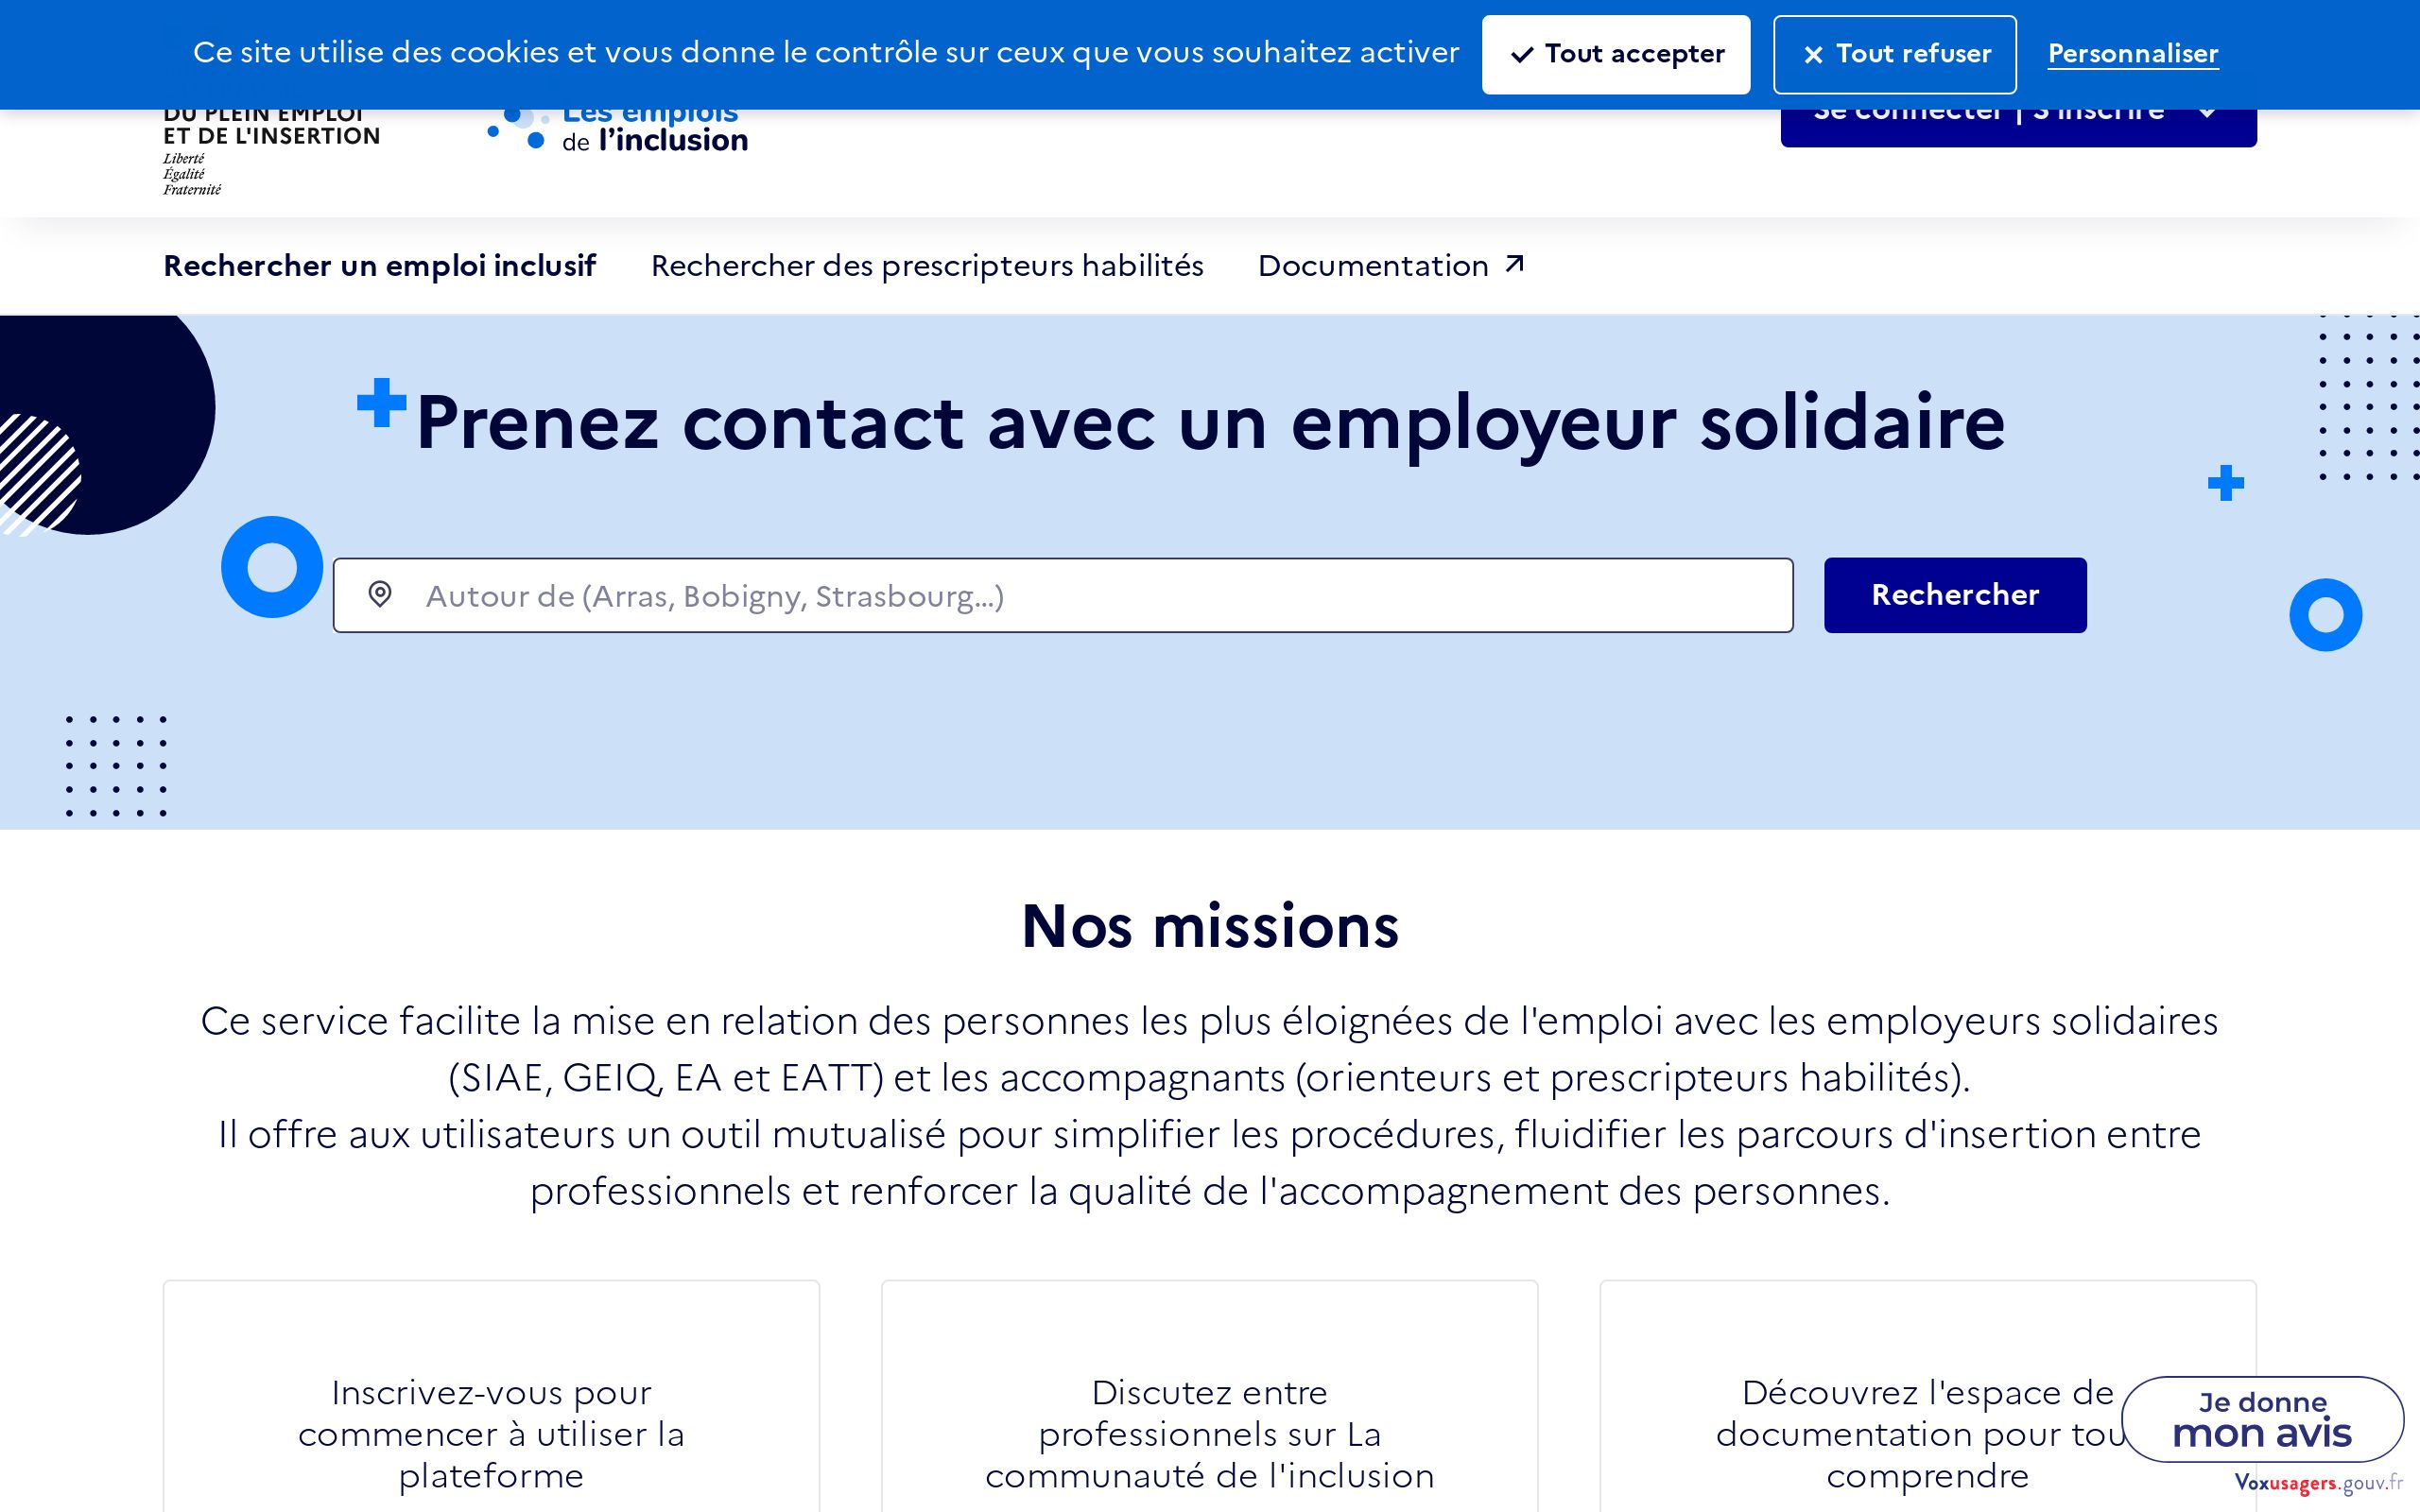 Ce site utilise des cookies et vous donne le contrôle sur ceux que vous souhaitez activer
Tout accepter
Tout refuser
Personnaliser
DU PLEIN EMPLOI
ET DE L'INSERTION
Liberté
Égalité
Fraternité
Les emplois
de l'inclusion
Se connecter | S'inscrire
Rechercher un emploi inclusif
Rechercher des prescripteurs habilités
Documentation
Prenez contact avec un employeur solidaire
Autour de (Arras, Bobigny, Strasbourg…)
Rechercher
Nos missions
Ce service facilite la mise en relation des personnes les plus éloignées de l'emploi avec les employeurs solidaires
(SIAE, GEIQ, EA et EATT) et les accompagnants (orienteurs et prescripteurs habilités).
Il offre aux utilisateurs un outil mutualisé pour simplifier les procédures, fluidifier les parcours d'insertion entre
professionnels et renforcer la qualité de l'accompagnement des personnes.
Inscrivez-vous pour
commencer à utiliser la
plateforme
Discutez entre
professionnels sur La
communauté de l'inclusion
Découvrez l'espace de
documentation pour tou
comprendre
Je donne
mon avis
Voxusagers.gouv.fr